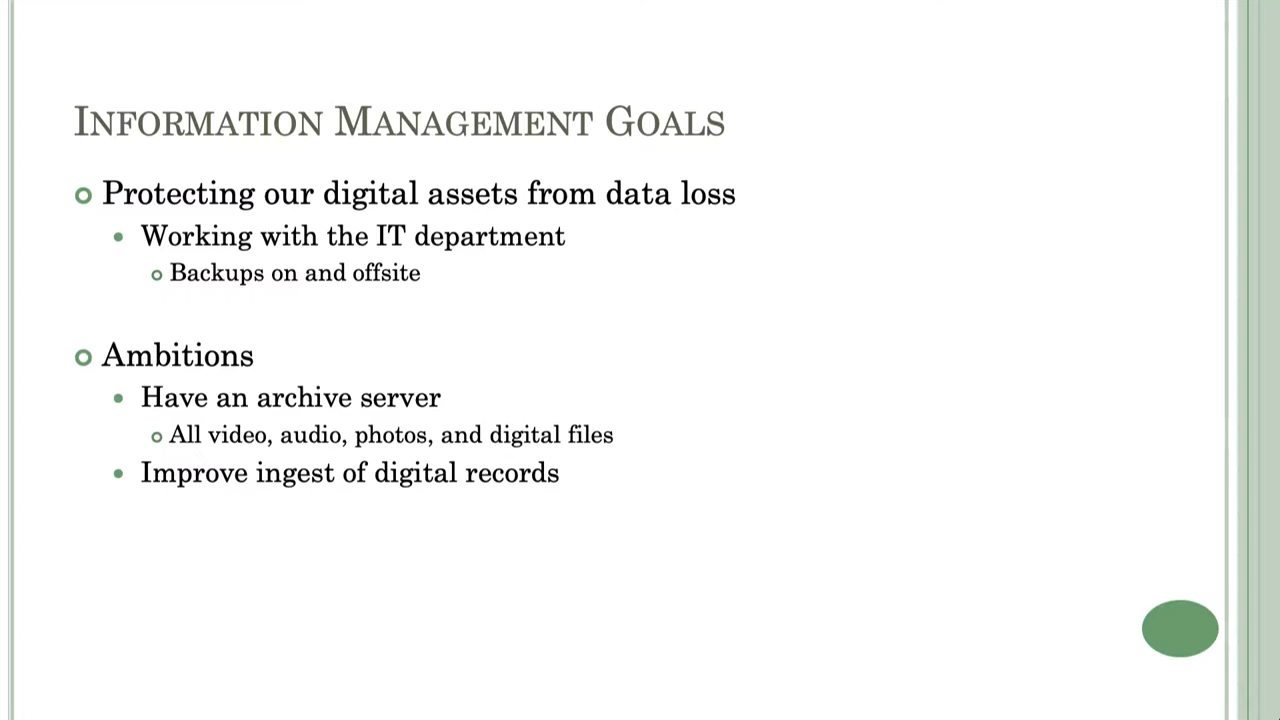 Information Management Goals
Protecting our digital assets from data loss
Working with the IT department
Backups on and offsite
Ambitions
Have an archive server
All video, audio, photos, and digital files
Improve ingest of digital records